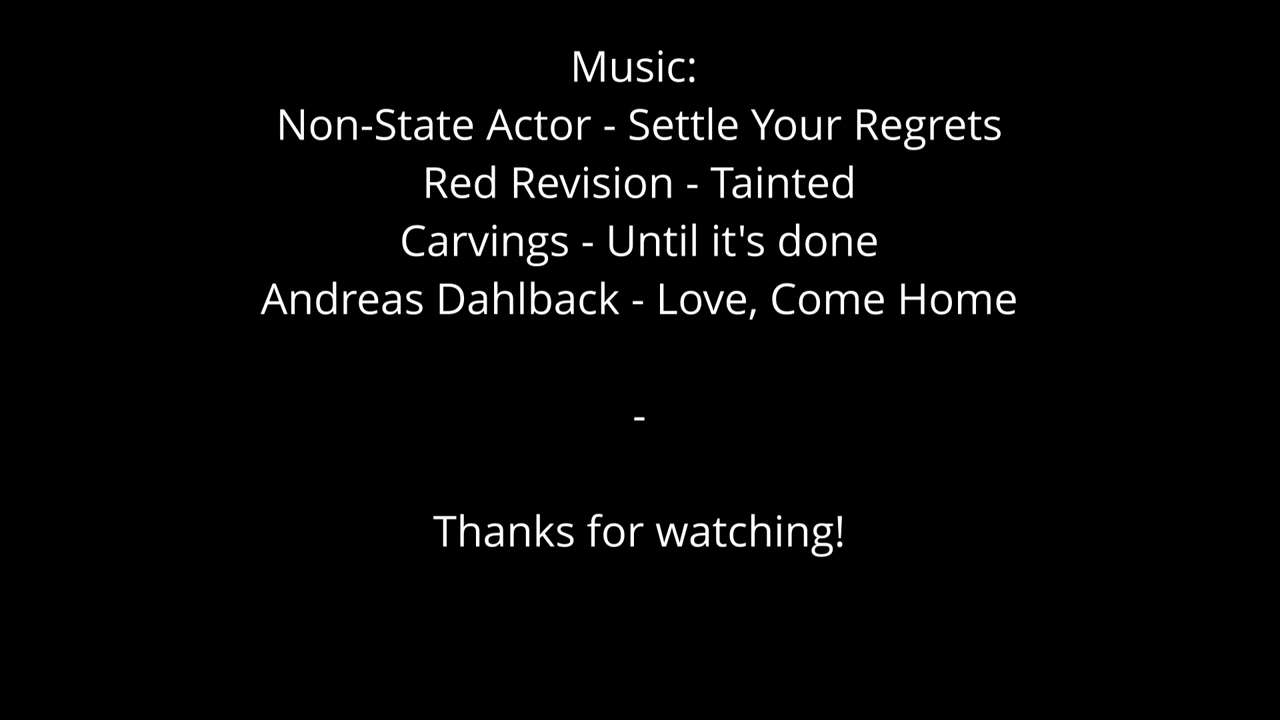 Music:
Non-State Actor - Settle Your Regrets
Red Revision - Tainted
Carvings - Until it's done
Andreas Dahlback - Love, Come Home
-
Thanks for watching!